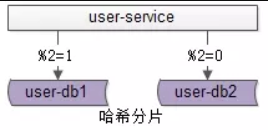 user-service
%2=1 %2=0
user-db1 user-db2
哈希分片